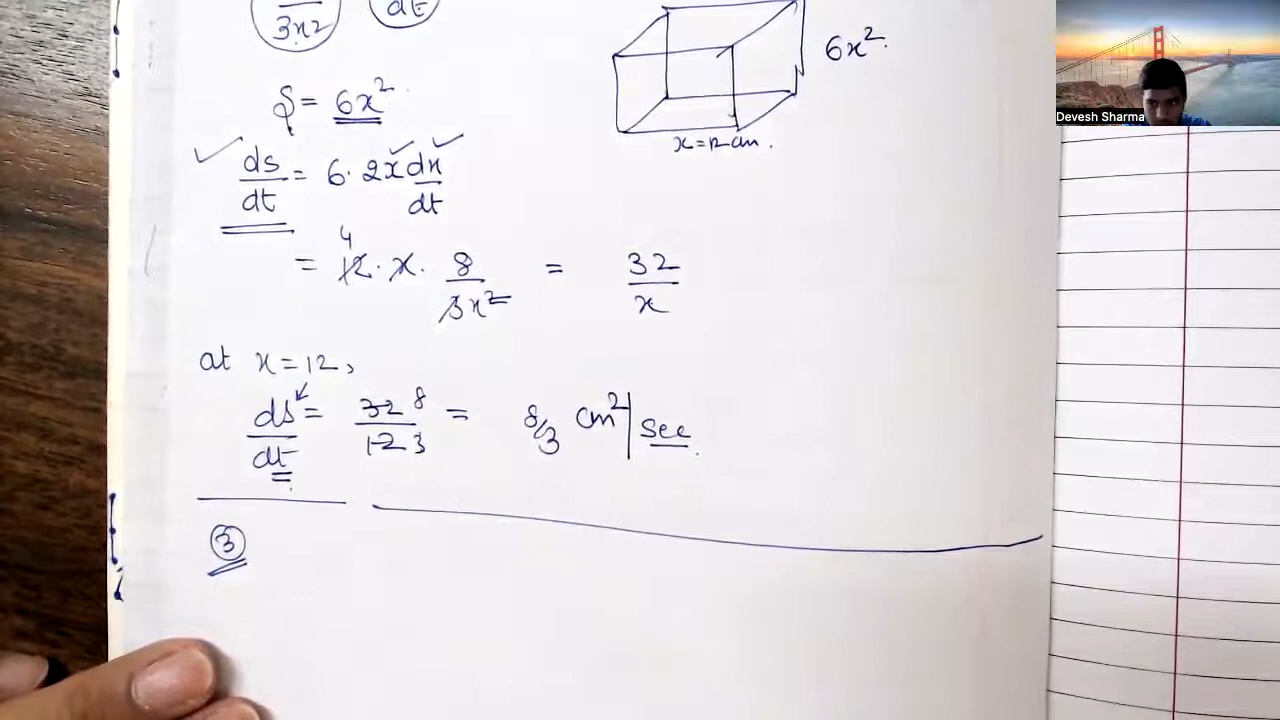 3x² dt
6x².
S = 6x²
x = 12 cm.
ds/dt = 6·2x dx/dt
= 4 12·x· 8/3x² = 32/x
at x = 12,
ds/dt = 32 8/12 3 = 8/3 cm²/sec.
3
Devesh Sharma